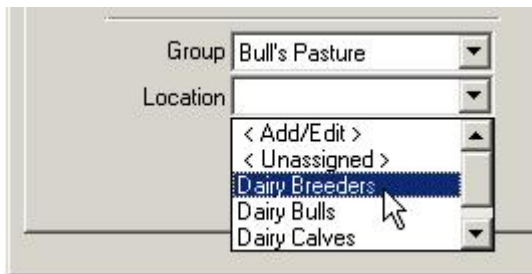 Group Bull's Pasture
Location
< Add/Edit >
< Unassigned >
Dairy Breeders
Dairy Bulls
Dairy Calves